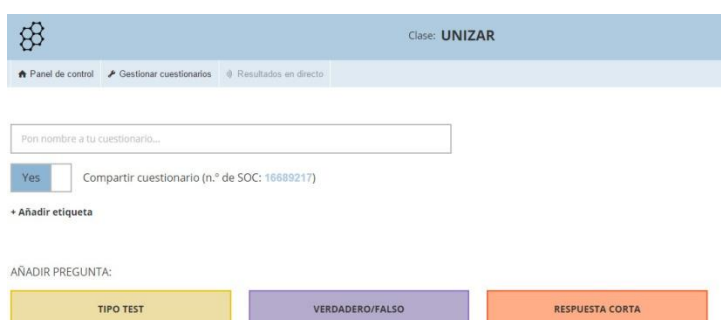 Clase: UNIZAR
Panel de control Gestionar cuestionarios Resultados en directo
Pon nombre a tu cuestionario...
Yes Compartir cuestionario (n.º de SOC: 16689217)
+ Añadir etiqueta
AÑADIR PREGUNTA:
TIPO TEST VERDADERO/FALSO RESPUESTA CORTA